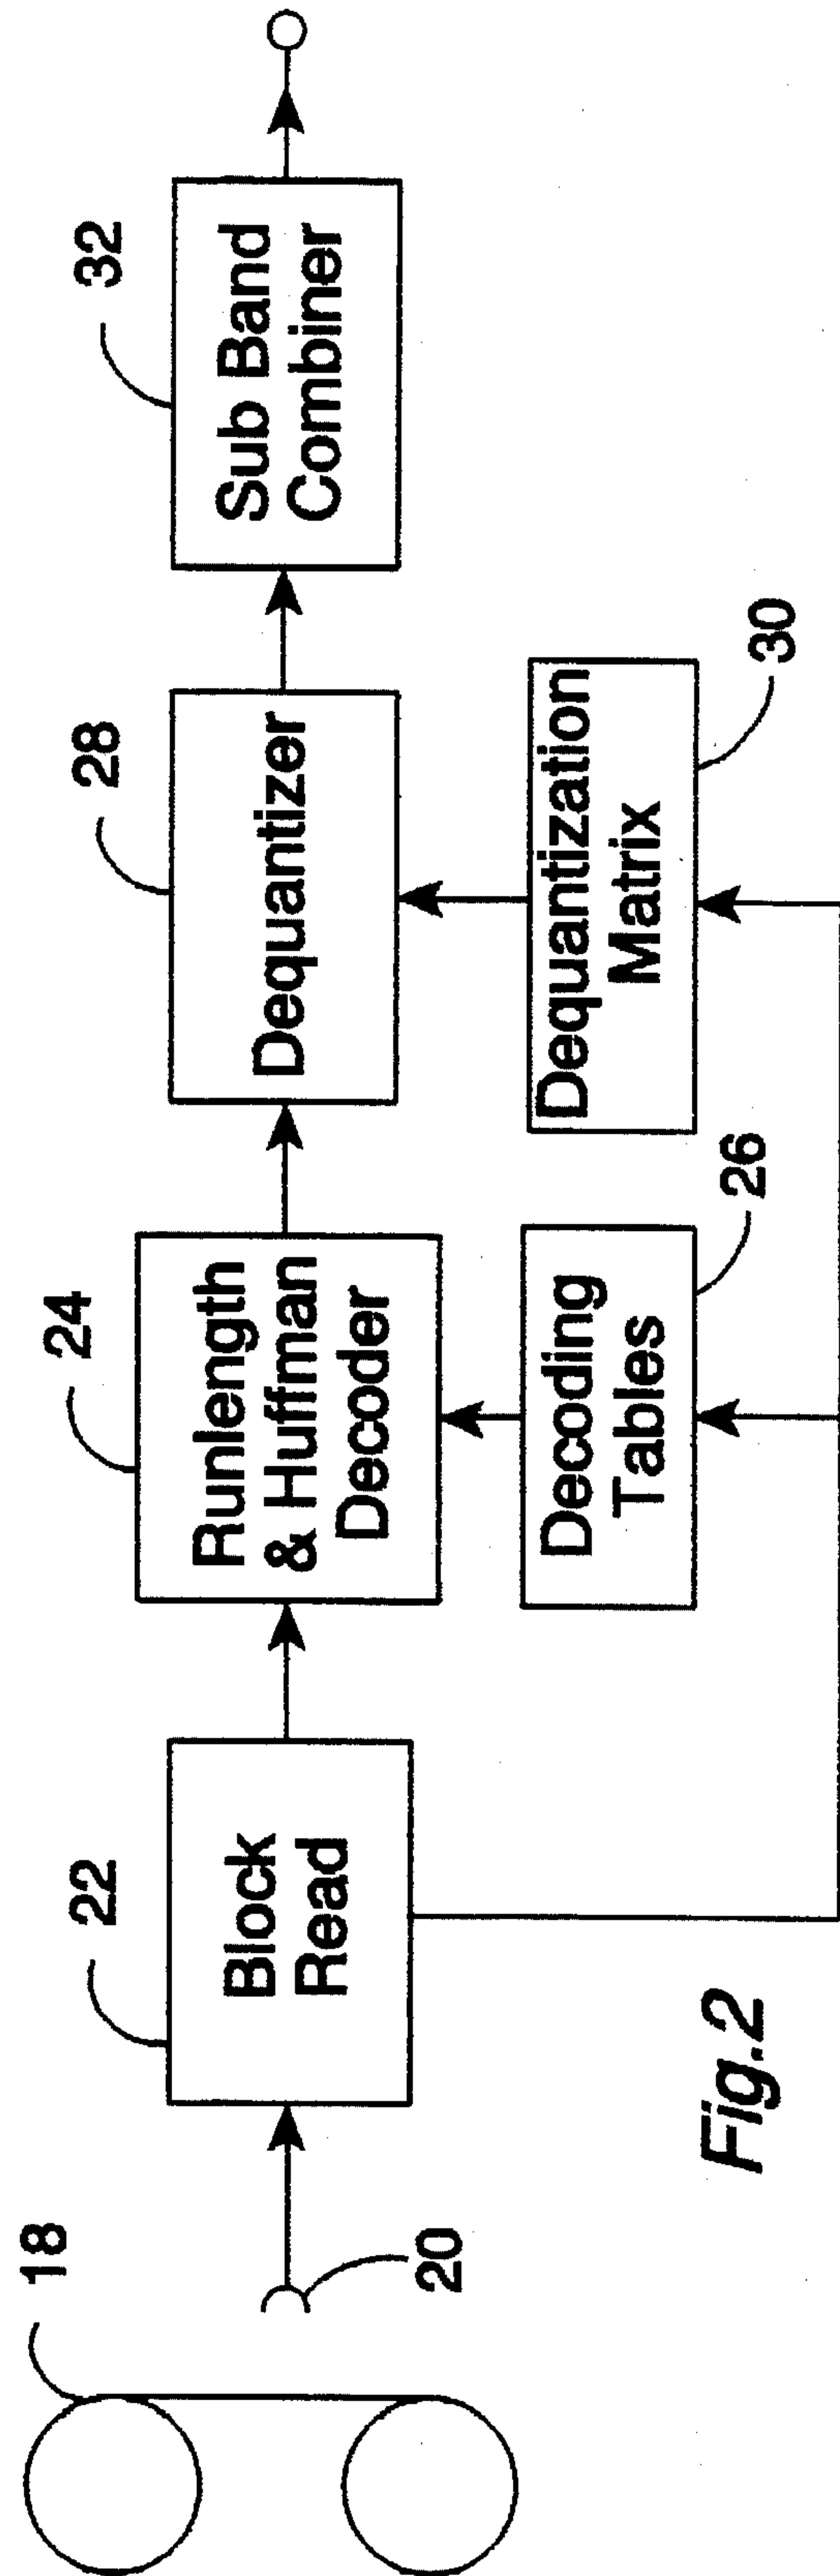 18
20
22
Block
Read
24
Runlength
& Huffman
Decoder
Decoding
Tables
26
28
Dequantizer
Dequantization
Matrix
30
32
Sub Band
Combiner
Fig.2